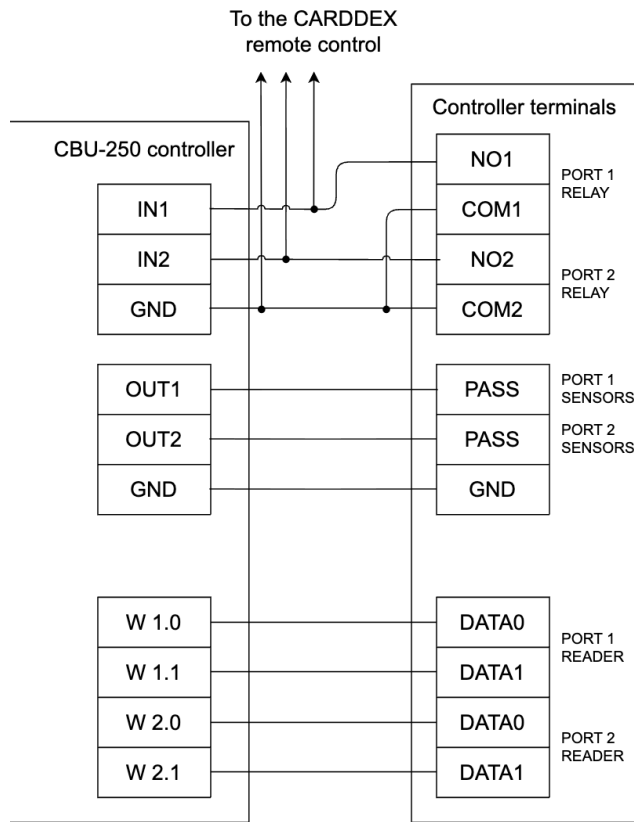 To the CARDDEX
remote control
Controller terminals
CBU-250 controller
NO1
PORT 1
RELAY
IN1
COM1
IN2
NO2
PORT 2
RELAY
GND
COM2
OUT1
PASS
PORT 1
SENSORS
OUT2
PASS
PORT 2
SENSORS
GND
GND
W 1.0
DATA0
PORT 1
READER
W 1.1
DATA1
W 2.0
DATA0
PORT 2
READER
W 2.1
DATA1